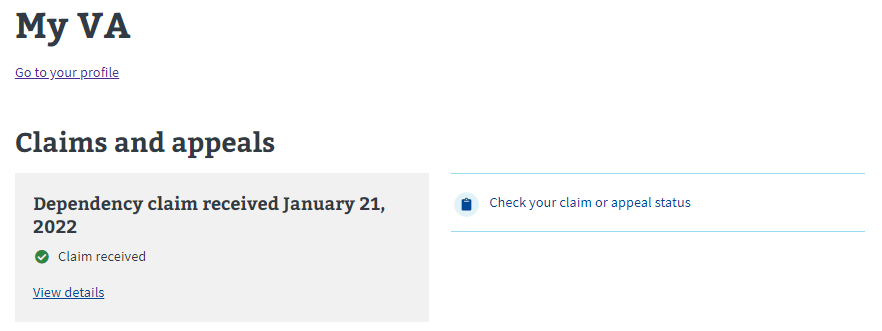 My VA
Go to your profile
Claims and appeals
Dependency claim received January 21,
2022
Claim received
View details
Check your claim or appeal status